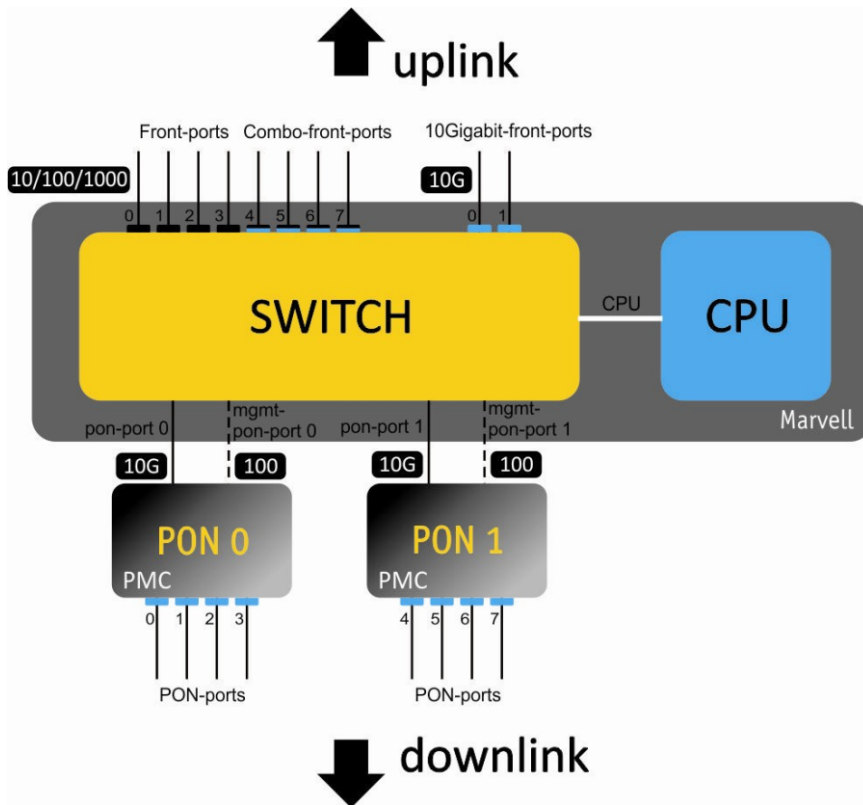 uplink
Front-ports
Combo-front-ports
10Gigabit-front-ports
10/100/1000
10G
0 1 2 3 4 5 6 7
0 1
SWITCH
CPU
CPU
Marvell
pon-port 0
mgmt-
pon-port 0
pon-port 1
mgmt-
pon-port 1
10G
100
10G
100
PON 0
PMC
PON 1
PMC
0 1 2 3
4 5 6 7
PON-ports
PON-ports
downlink